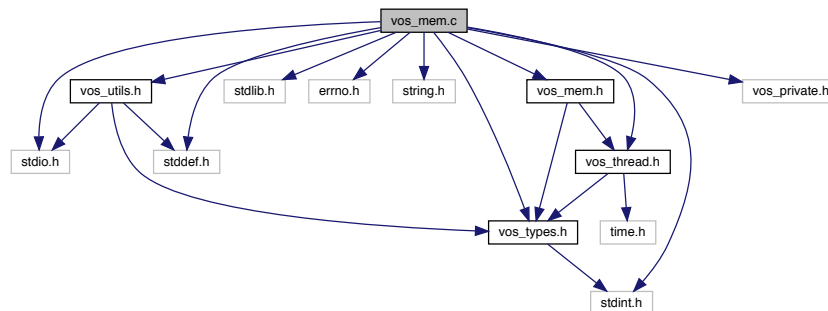 vos_mem.c
vos_utils.h
stdlib.h
errno.h
string.h
vos_mem.h
vos_private.h
stdio.h
stddef.h
vos_thread.h
vos_types.h
time.h
stdint.h